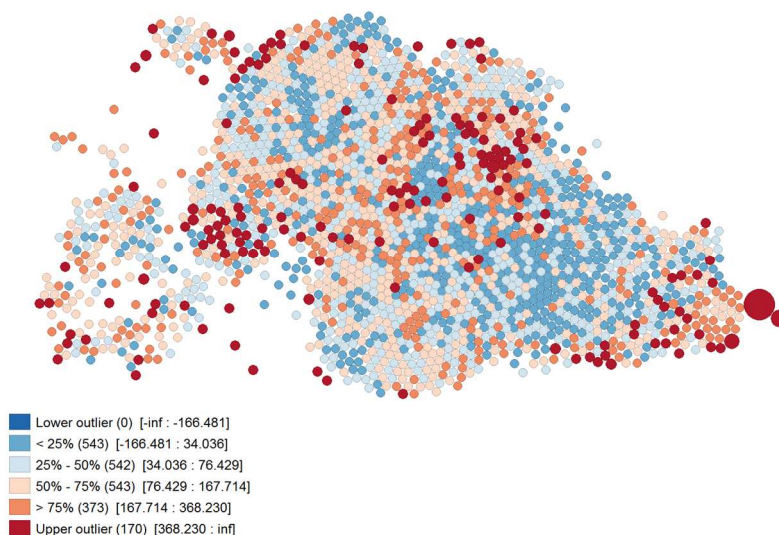 Lower outlier (0) [-inf : -166.481]
< 25% (543) [-166.481 : 34.036]
25% - 50% (542) [34.036 : 76.429]
50% - 75% (543) [76.429 : 167.714]
> 75% (373) [167.714 : 368.230]
Upper outlier (170) [368.230 : inf]